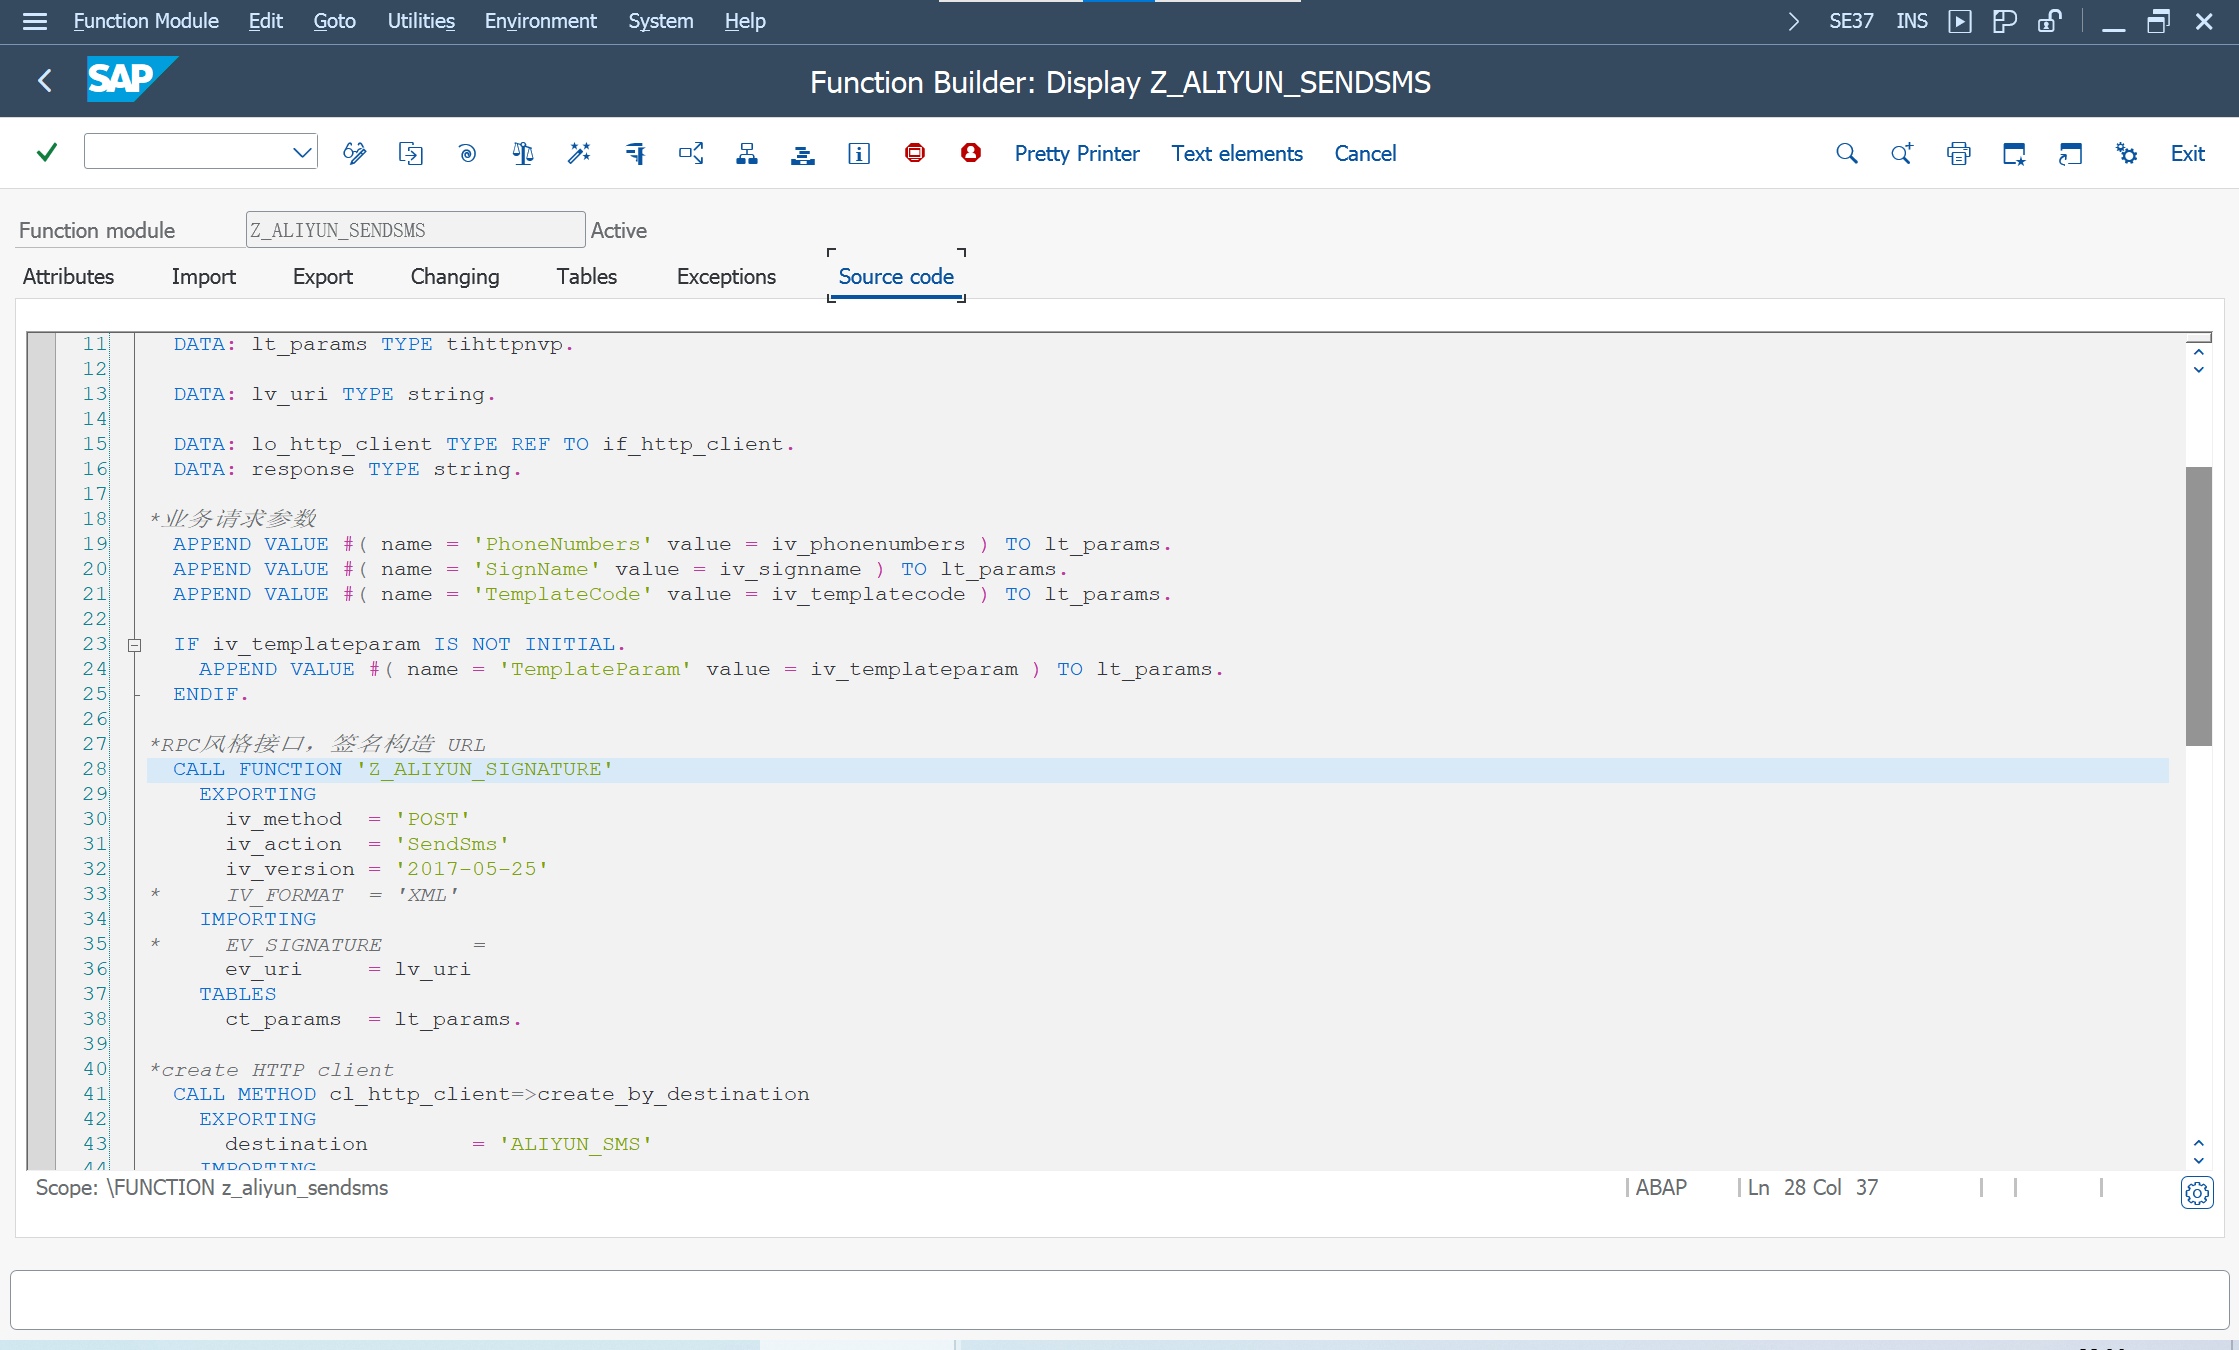 Function Module Edit Goto Utilities Environment System Help SE37 INS
SAP Function Builder: Display Z_ALIYUN_SENDSMS
Pretty Printer Text elements Cancel Exit
Function module Z_ALIYUN_SENDSMS Active
Attributes Import Export Changing Tables Exceptions Source code
11 DATA: lt_params TYPE tihttpnvp.
12
13 DATA: lv_uri TYPE string.
14
15 DATA: lo_http_client TYPE REF TO if_http_client.
16 DATA: response TYPE string.
17
18 *业务请求参数
19 APPEND VALUE #( name = 'PhoneNumbers' value = iv_phonenumbers ) TO lt_params.
20 APPEND VALUE #( name = 'SignName' value = iv_signname ) TO lt_params.
21 APPEND VALUE #( name = 'TemplateCode' value = iv_templatecode ) TO lt_params.
22
23 IF iv_templateparam IS NOT INITIAL.
24 APPEND VALUE #( name = 'TemplateParam' value = iv_templateparam ) TO lt_params.
25 ENDIF.
26
27 *RPC风格接口，签名构造 URL
28 CALL FUNCTION 'Z_ALIYUN_SIGNATURE'
29 EXPORTING
30 iv_method = 'POST'
31 iv_action = 'SendSms'
32 iv_version = '2017-05-25'
33 * IV_FORMAT = 'XML'
34 IMPORTING
35 * EV_SIGNATURE =
36 ev_uri = lv_uri
37 TABLES
38 ct_params = lt_params.
39
40 *create HTTP client
41 CALL METHOD cl_http_client=>create_by_destination
42 EXPORTING
43 destination = 'ALIYUN_SMS'
44 IMPORTING
Scope: \FUNCTION z_aliyun_sendsms ABAP Ln 28 Col 37